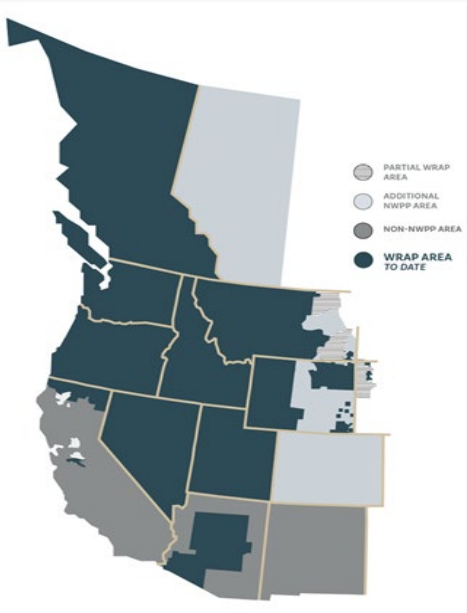 PARTIAL WRAP
AREA
ADDITIONAL
NWPP AREA
NON-NWPP AREA
WRAP AREA
TO DATE